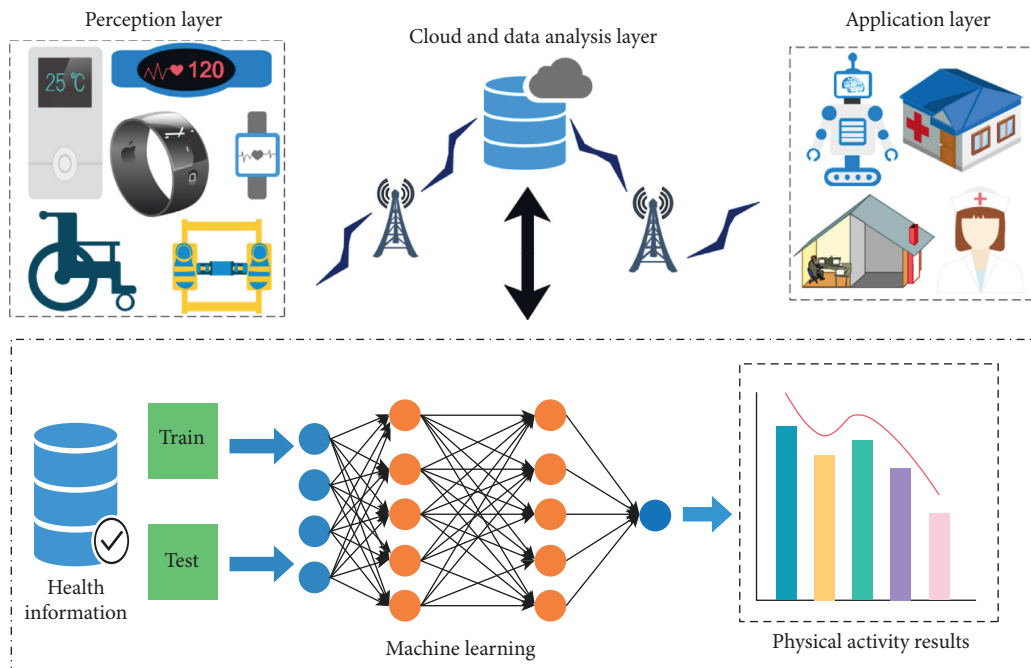 Perception layer
Cloud and data analysis layer
Application layer
25 °C
120
Train
Test
Health
information
Machine learning
Physical activity results